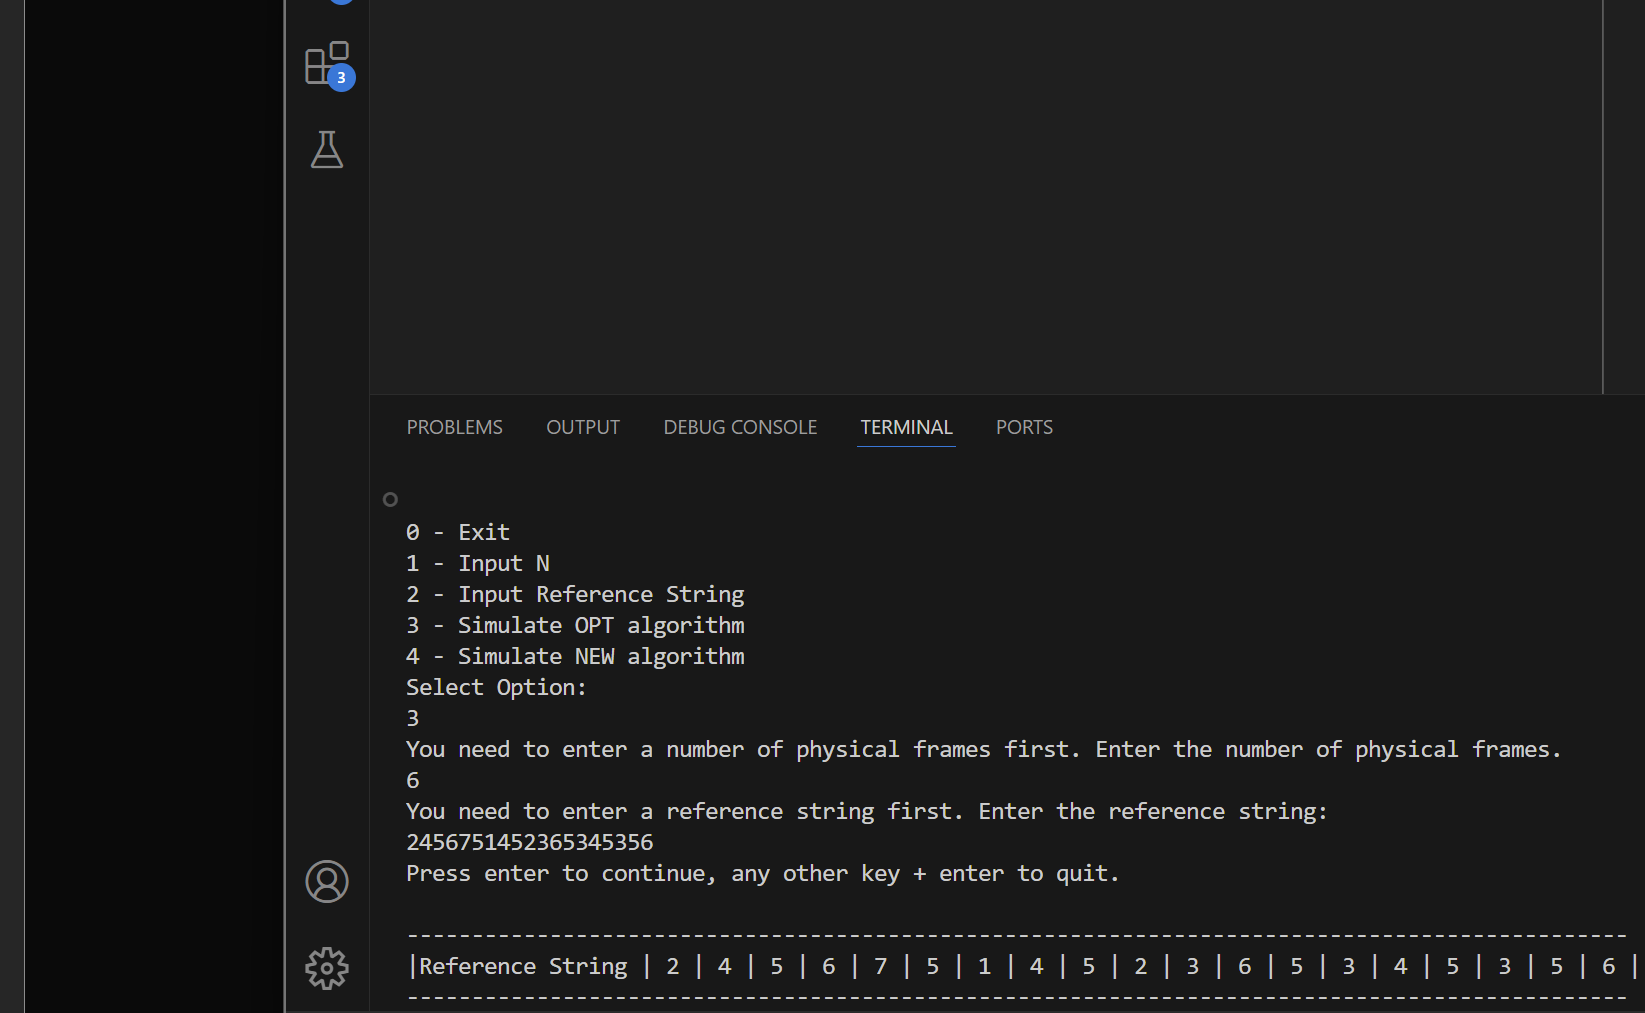 3
PROBLEMS OUTPUT DEBUG CONSOLE TERMINAL PORTS
0 - Exit
1 - Input N
2 - Input Reference String
3 - Simulate OPT algorithm
4 - Simulate NEW algorithm
Select Option:
3
You need to enter a number of physical frames first. Enter the number of physical frames.
6
You need to enter a reference string first. Enter the reference string:
2456751452365345356
Press enter to continue, any other key + enter to quit.
----------------------------------------------------------------------------------------------
|Reference String | 2 | 4 | 5 | 6 | 7 | 5 | 1 | 4 | 5 | 2 | 3 | 6 | 5 | 3 | 4 | 5 | 3 | 5 | 6 |
----------------------------------------------------------------------------------------------